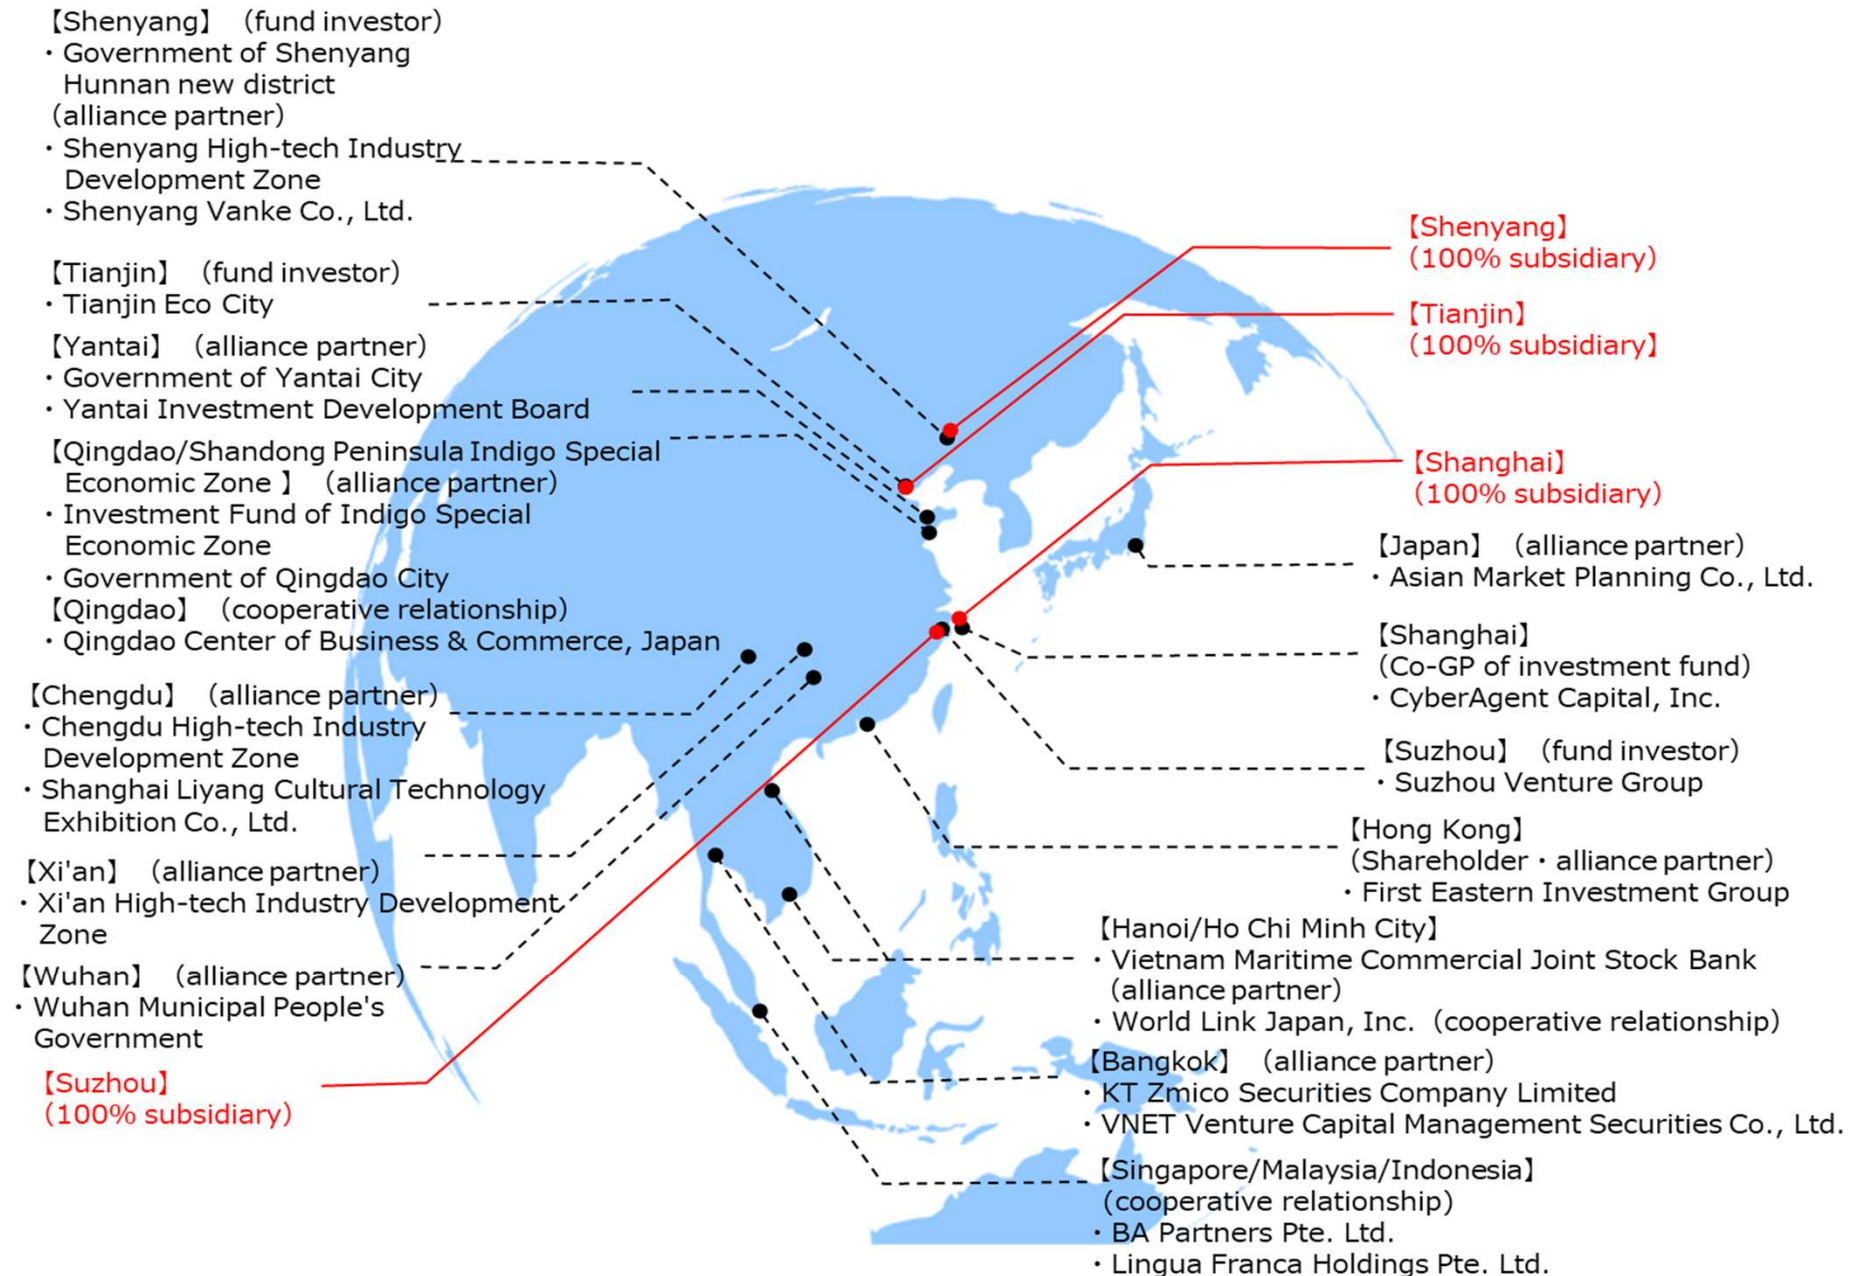 【Shenyang】（fund investor）
・Government of Shenyang
Hunnan new district
（alliance partner）
・Shenyang High-tech Industry
Development Zone
・Shenyang Vanke Co., Ltd.
【Tianjin】（fund investor）
・Tianjin Eco City
【Yantai】（alliance partner）
・Government of Yantai City
・Yantai Investment Development Board
【Qingdao/Shandong Peninsula Indigo Special
Economic Zone 】（alliance partner）
・Investment Fund of Indigo Special
Economic Zone
・Government of Qingdao City
【Qingdao】（cooperative relationship）
・Qingdao Center of Business & Commerce, Japan
【Chengdu】（alliance partner）
・Chengdu High-tech Industry
Development Zone
・Shanghai Liyang Cultural Technology
Exhibition Co., Ltd.
【Xi'an】（alliance partner）
・Xi'an High-tech Industry Development
Zone
【Wuhan】（alliance partner）
・Wuhan Municipal People's
Government
【Suzhou】
（100% subsidiary）
【Shenyang】
（100% subsidiary）
【Tianjin】
（100% subsidiary】
【Shanghai】
（100% subsidiary）
【Japan】（alliance partner）
・Asian Market Planning Co., Ltd.
【Shanghai】
（Co-GP of investment fund）
・CyberAgent Capital, Inc.
【Suzhou】（fund investor）
・Suzhou Venture Group
【Hong Kong】
（Shareholder・alliance partner）
・First Eastern Investment Group
【Hanoi/Ho Chi Minh City】
・Vietnam Maritime Commercial Joint Stock Bank
（alliance partner）
・World Link Japan, Inc.（cooperative relationship）
【Bangkok】（alliance partner）
・KT Zmico Securities Company Limited
・VNET Venture Capital Management Securities Co., Ltd.
【Singapore/Malaysia/Indonesia】
（cooperative relationship）
・BA Partners Pte. Ltd.
・Lingua Franca Holdings Pte. Ltd.